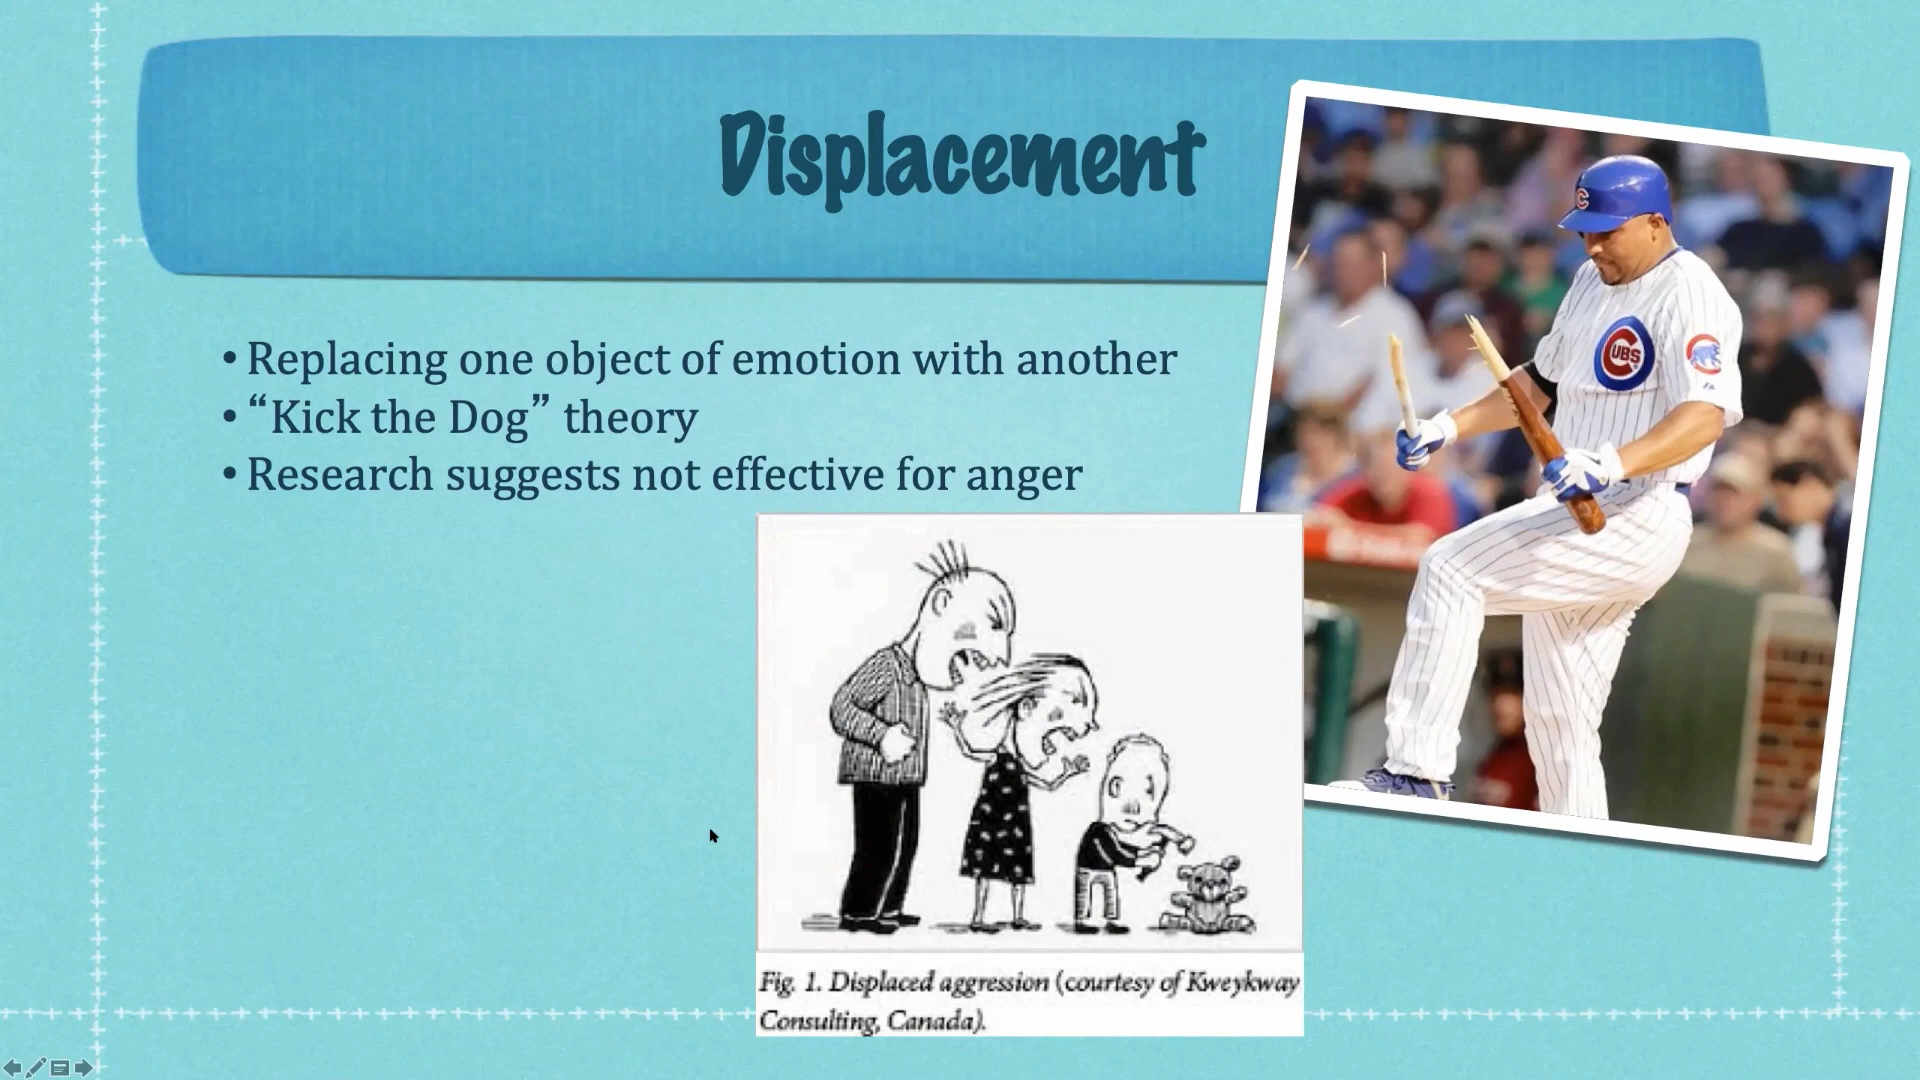 Displacement
• Replacing one object of emotion with another
• “Kick the Dog” theory
• Research suggests not effective for anger
C
CUBS
Fig. 1. Displaced aggression (courtesy of Kweykway
Consulting, Canada).